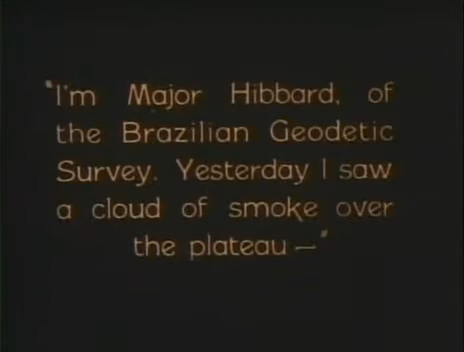 "I'm Major Hibbard, of
the Brazilian Geodetic
Survey. Yesterday I saw
a cloud of smoke over
the plateau —"